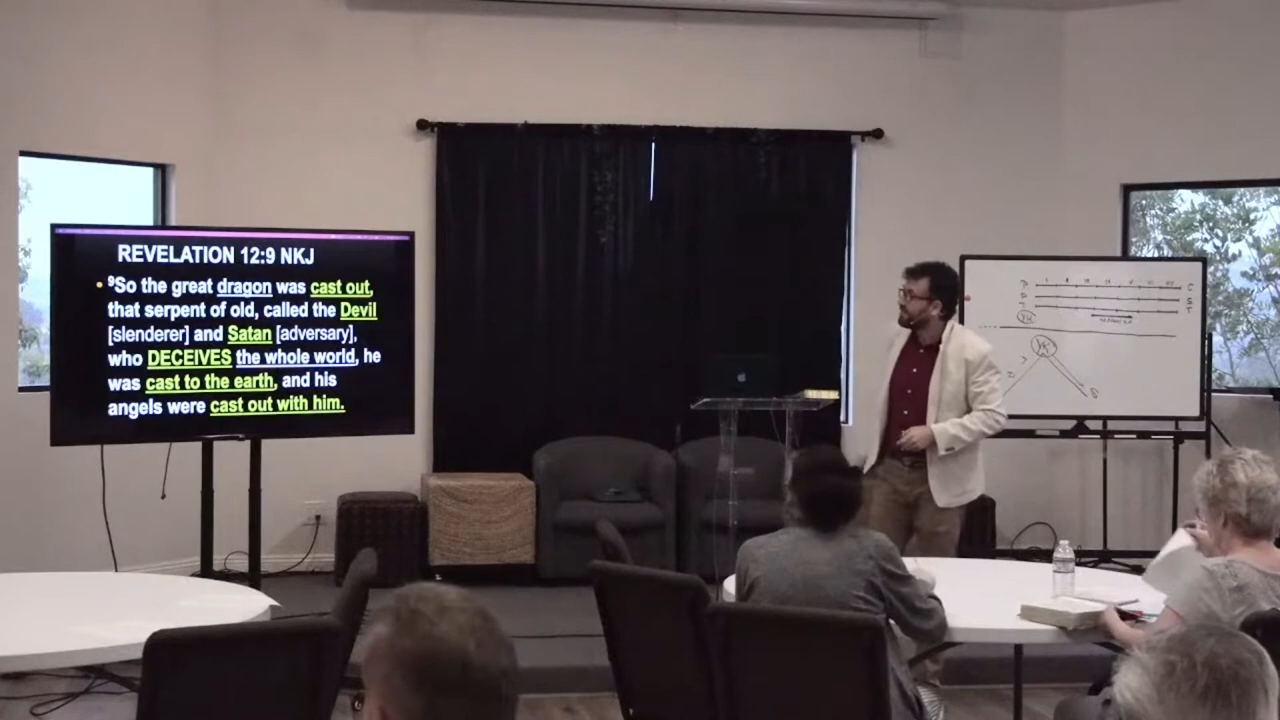 REVELATION 12:9 NKJ
• ⁹So the great dragon was cast out,
that serpent of old, called the Devil
[slenderer] and Satan [adversary],
who DECEIVES the whole world, he
was cast to the earth, and his
angels were cast out with him.